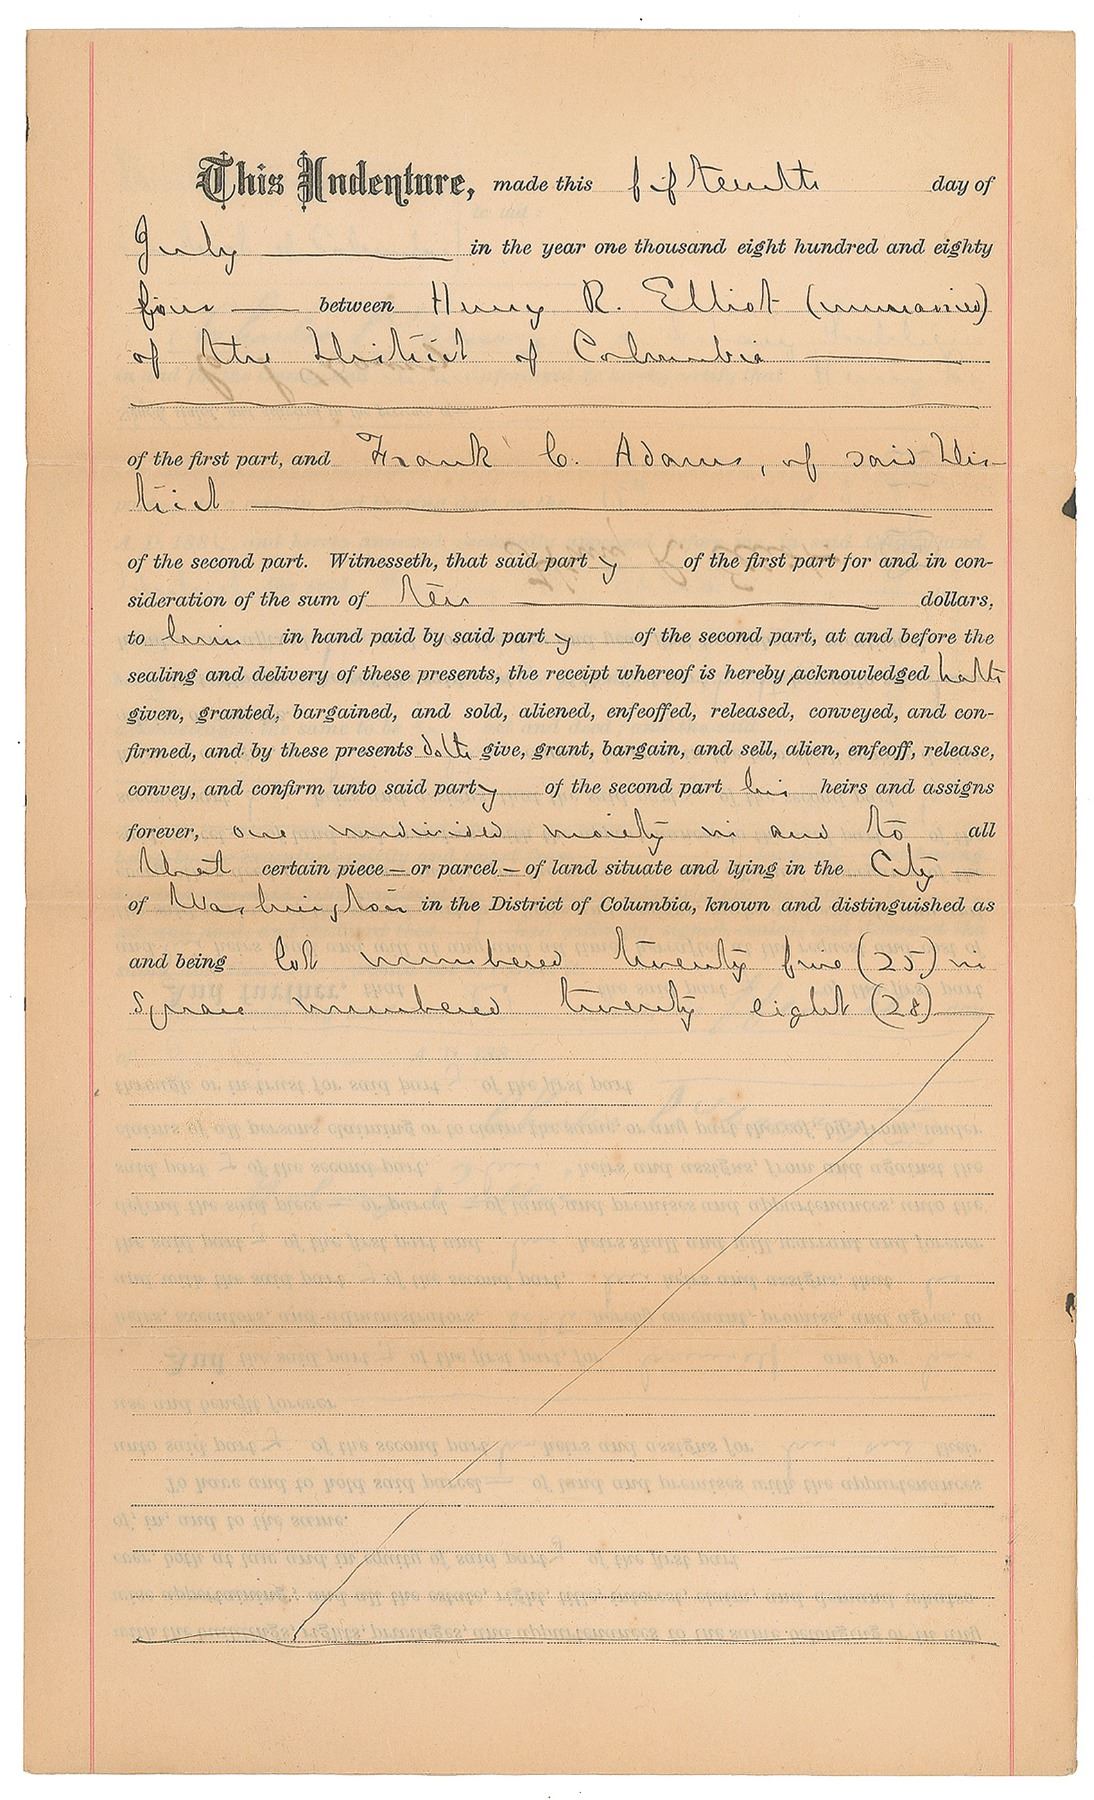 This Indenture, made this fifteenth day of
July in the year one thousand eight hundred and eighty
four — between Henry R. Elliot (unmarried)
of the District of Columbia
of the first part, and Frank C. Adams, of said Dis-
trict
of the second part. Witnesseth, that said party of the first part for and in con-
sideration of the sum of ten dollars,
to him in hand paid by said party of the second part, at and before the
sealing and delivery of these presents, the receipt whereof is hereby acknowledged hath
given, granted, bargained, and sold, aliened, enfeoffed, released, conveyed, and con-
firmed, and by these presents doth give, grant, bargain, and sell, alien, enfeoff, release,
convey, and confirm unto said party of the second part his heirs and assigns
forever, one undivided moiety in and to all
that certain piece — or parcel — of land situate and lying in the City —
of Washington in the District of Columbia, known and distinguished as
and being lot numbered twenty five (25) in
Square numbered twenty eight (28)